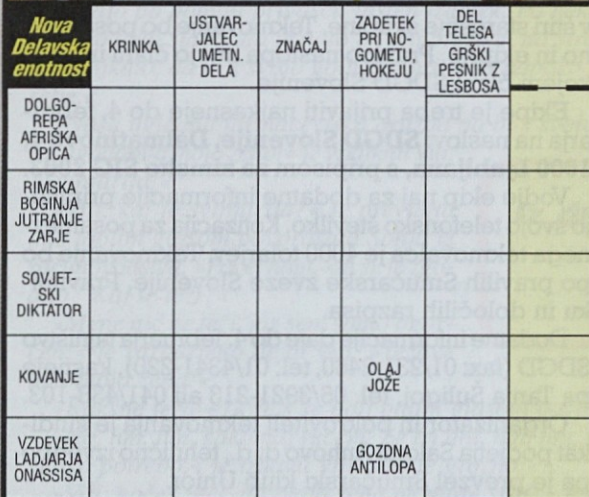 Nova
Delavska
enotnost
KRINKA
USTVAR-
JALEC
UMETN.
DELA
ZNAČAJ
ZADETEK
PRI NO-
GOMETU,
HOKEJU
DEL
TELESA
GRŠKI
PESNIK Z
LESBOSA
DOLGO-
REPA
AFRIŠKA
OPICA
RIMSKA
BOGINJA
JUTRANJE
ZARJE
SOVJET-
SKI
DIKTATOR
KOVANJE
OLAJ
JOŽE
VZDEVEK
LADJARJA
ONASSISA
GOZDNA
ANTILOPA